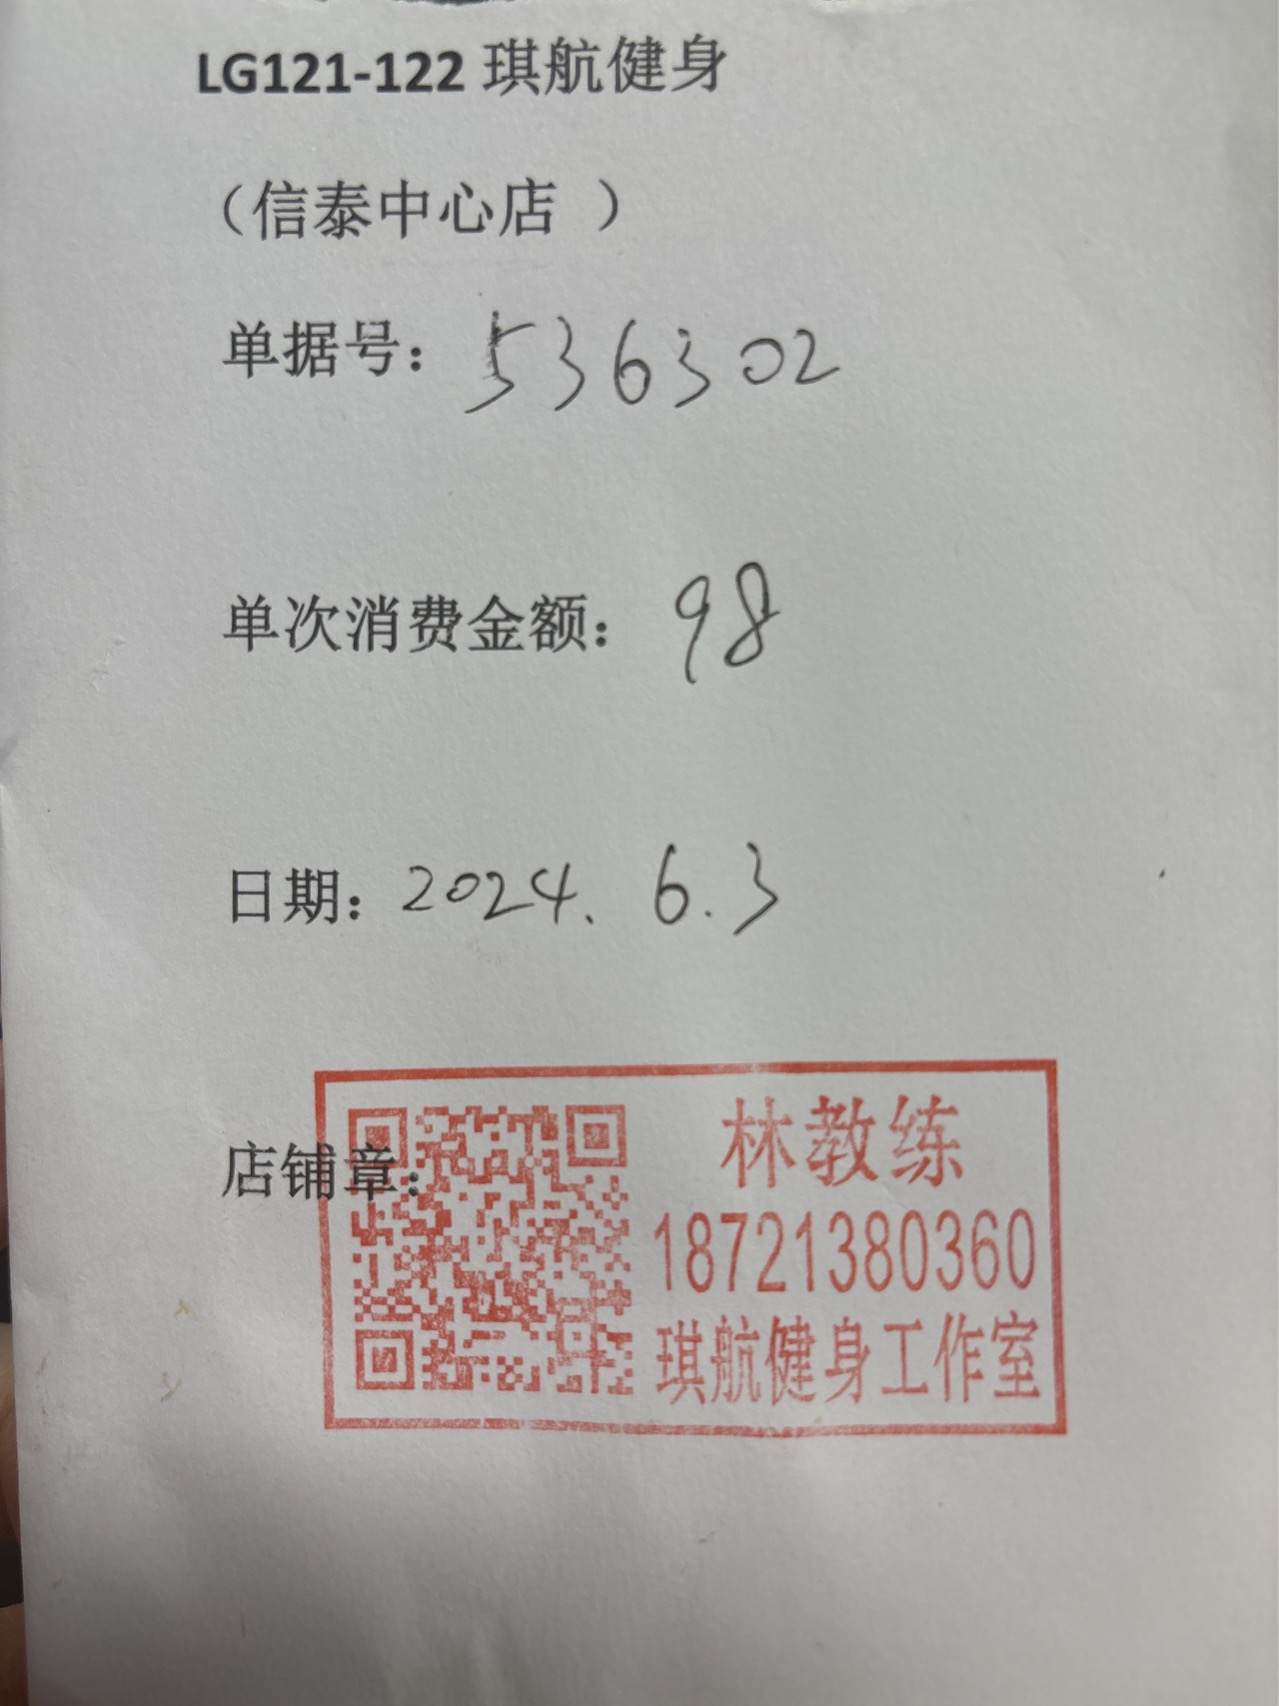 LG121-122 琪航健身
（信泰中心店 ）
单据号：536302
单次消费金额：98
日期：2024.6.3
店铺章：
林教练
18721380360
琪航健身工作室